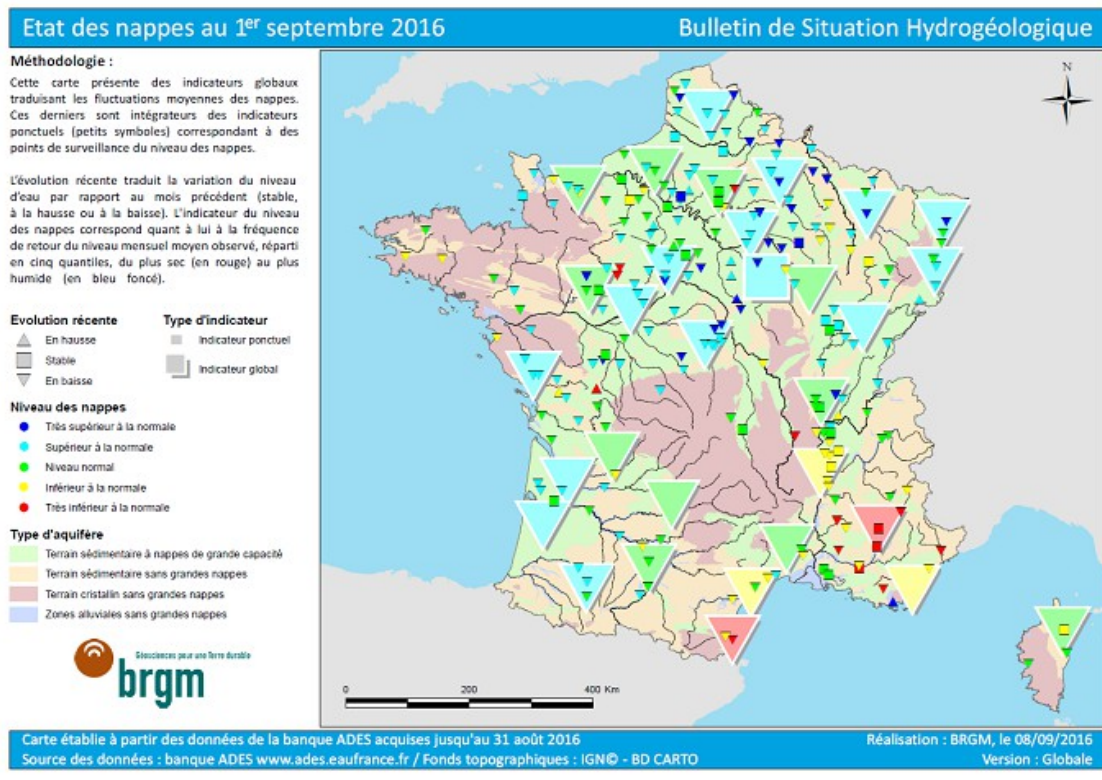 Etat des nappes au 1er septembre 2016
Bulletin de Situation Hydrogéologique
Méthodologie :
Cette carte présente des indicateurs globaux
traduisant les fluctuations moyennes des nappes.
Ces derniers sont intégrateurs des indicateurs
ponctuels (petits symboles) correspondant à des
points de surveillance du niveau des nappes.
L'évolution récente traduit la variation du niveau
d'eau par rapport au mois précédent (stable,
à la hausse ou à la baisse). L'indicateur du niveau
des nappes correspond quant à lui à la fréquence
de retour du niveau mensuel moyen observé, réparti
en cinq quantiles, du plus sec (en rouge) au plus
humide (en bleu foncé).
Evolution récente
En hausse
Stable
En baisse
Type d'indicateur
Indicateur ponctuel
Indicateur global
Niveau des nappes
Très supérieur à la normale
Supérieur à la normale
Niveau normal
Inférieur à la normale
Très inférieur à la normale
Type d'aquifère
Terrain sédimentaire à nappes de grande capacité
Terrain sédimentaire sans grandes nappes
Terrain cristallin sans grandes nappes
Zones alluviales sans grandes nappes
Géosciences pour une Terre durable
brgm
N
0 200 400 Km
Carte établie à partir des données de la banque ADES acquises jusqu'au 31 août 2016
Source des données : banque ADES www.ades.eaufrance.fr / Fonds topographiques : IGN© - BD CARTO
Réalisation : BRGM, le 08/09/2016
Version : Globale